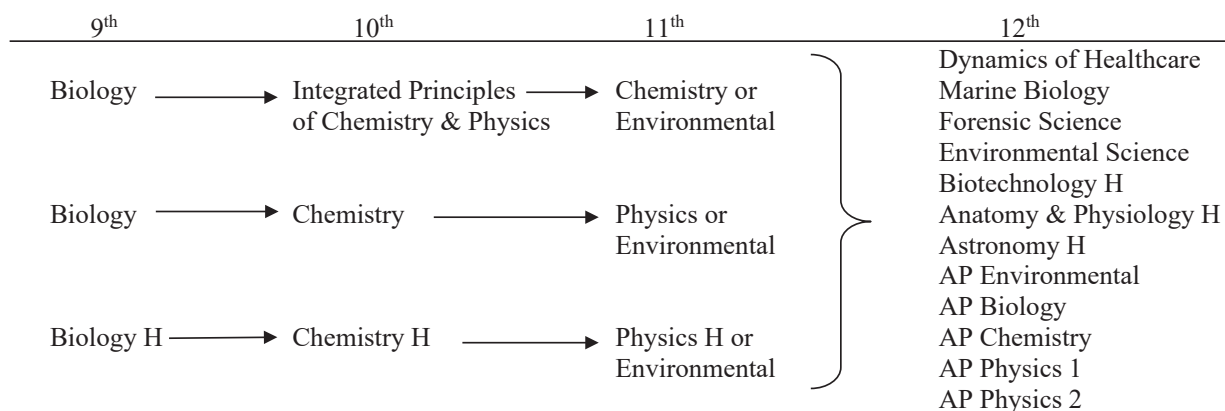 9th 10th 11th 12th
Dynamics of Healthcare
Biology Integrated Principles Chemistry or Marine Biology
of Chemistry & Physics Environmental Forensic Science
Environmental Science
Biotechnology H
Biology Chemistry Physics or Anatomy & Physiology H
Environmental Astronomy H
AP Environmental
AP Biology
Biology H Chemistry H Physics H or AP Chemistry
Environmental AP Physics 1
AP Physics 2